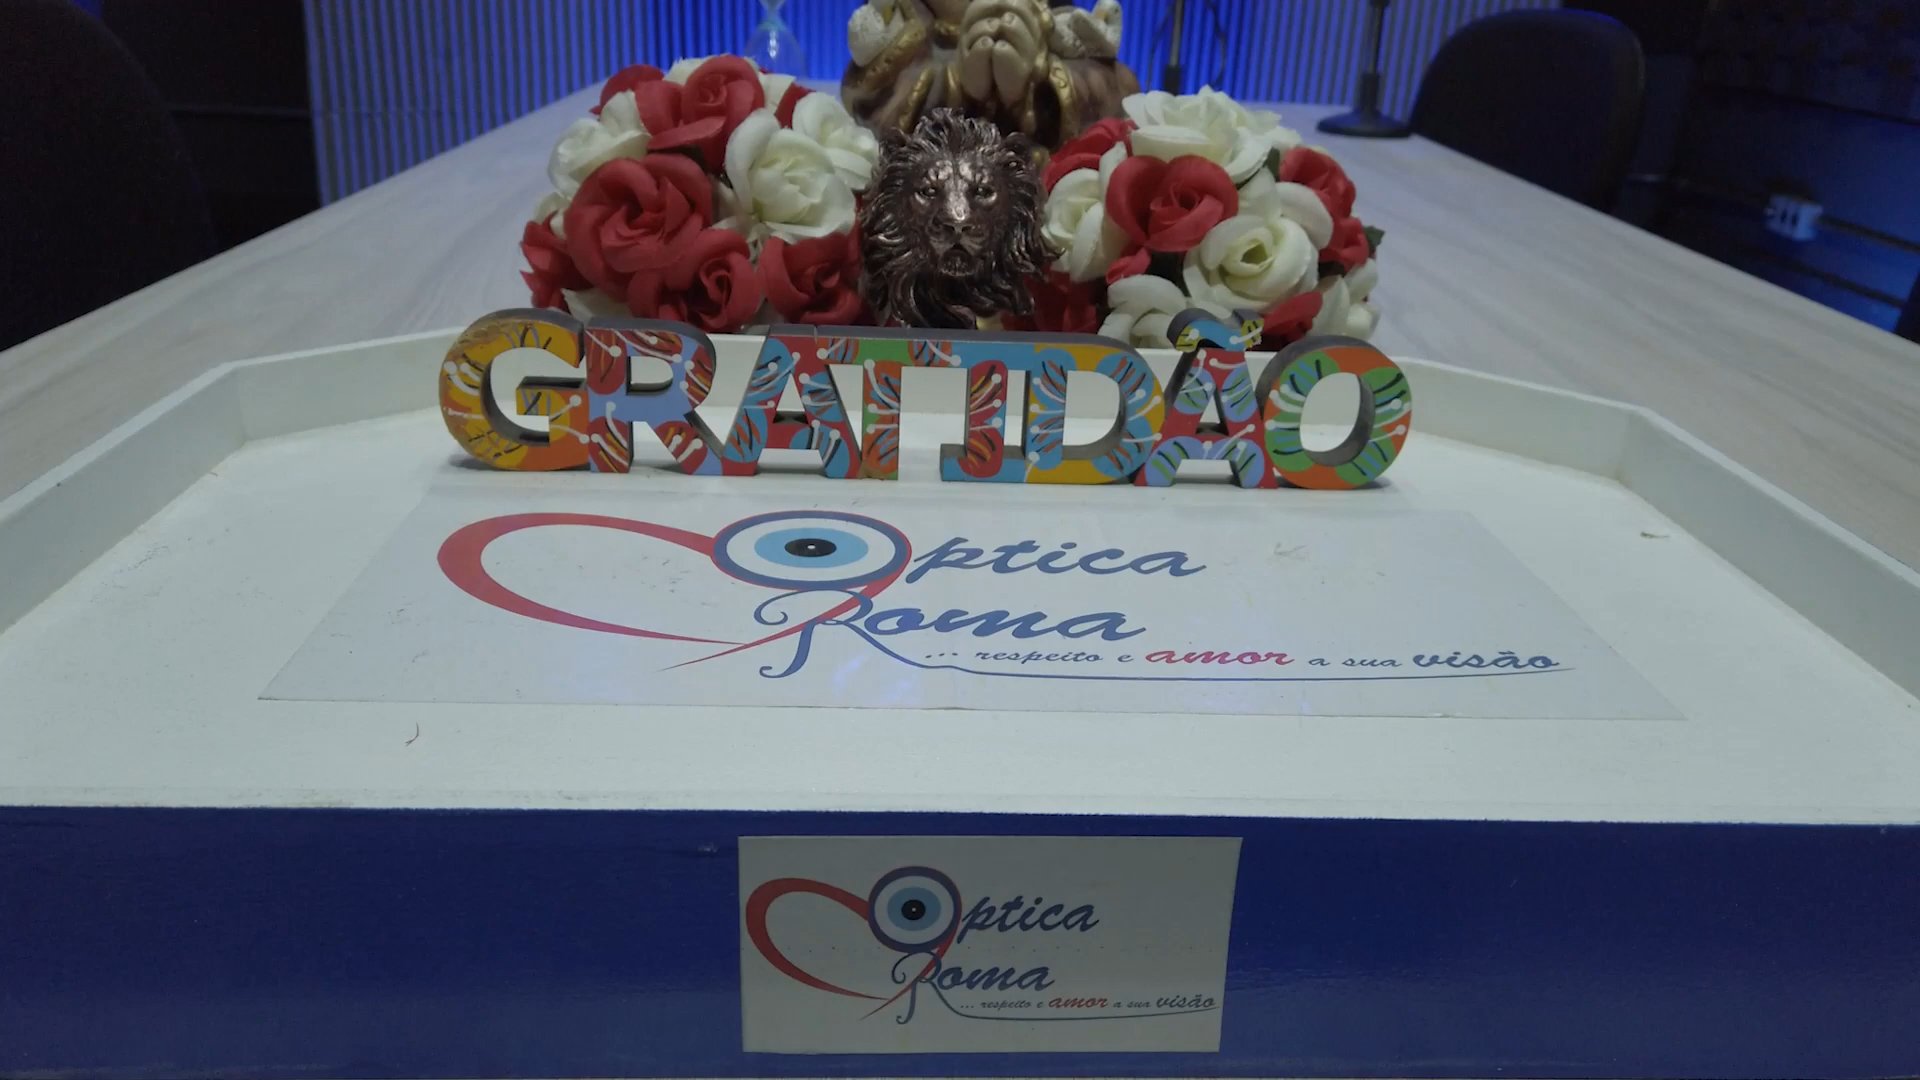 GRATIDÃO
Optica
Roma
... respeito e amor a sua visão
Optica
Roma
... respeito e amor a sua visão